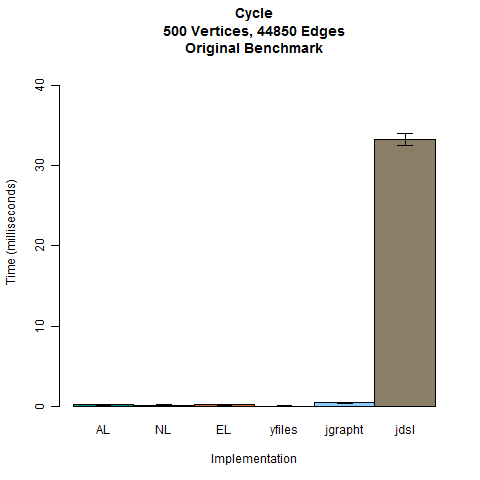 Cycle
500 Vertices, 44850 Edges
Original Benchmark
Time (milliseconds)
40
30
20
10
0
AL NL EL yfiles jgrapht jdsl
Implementation